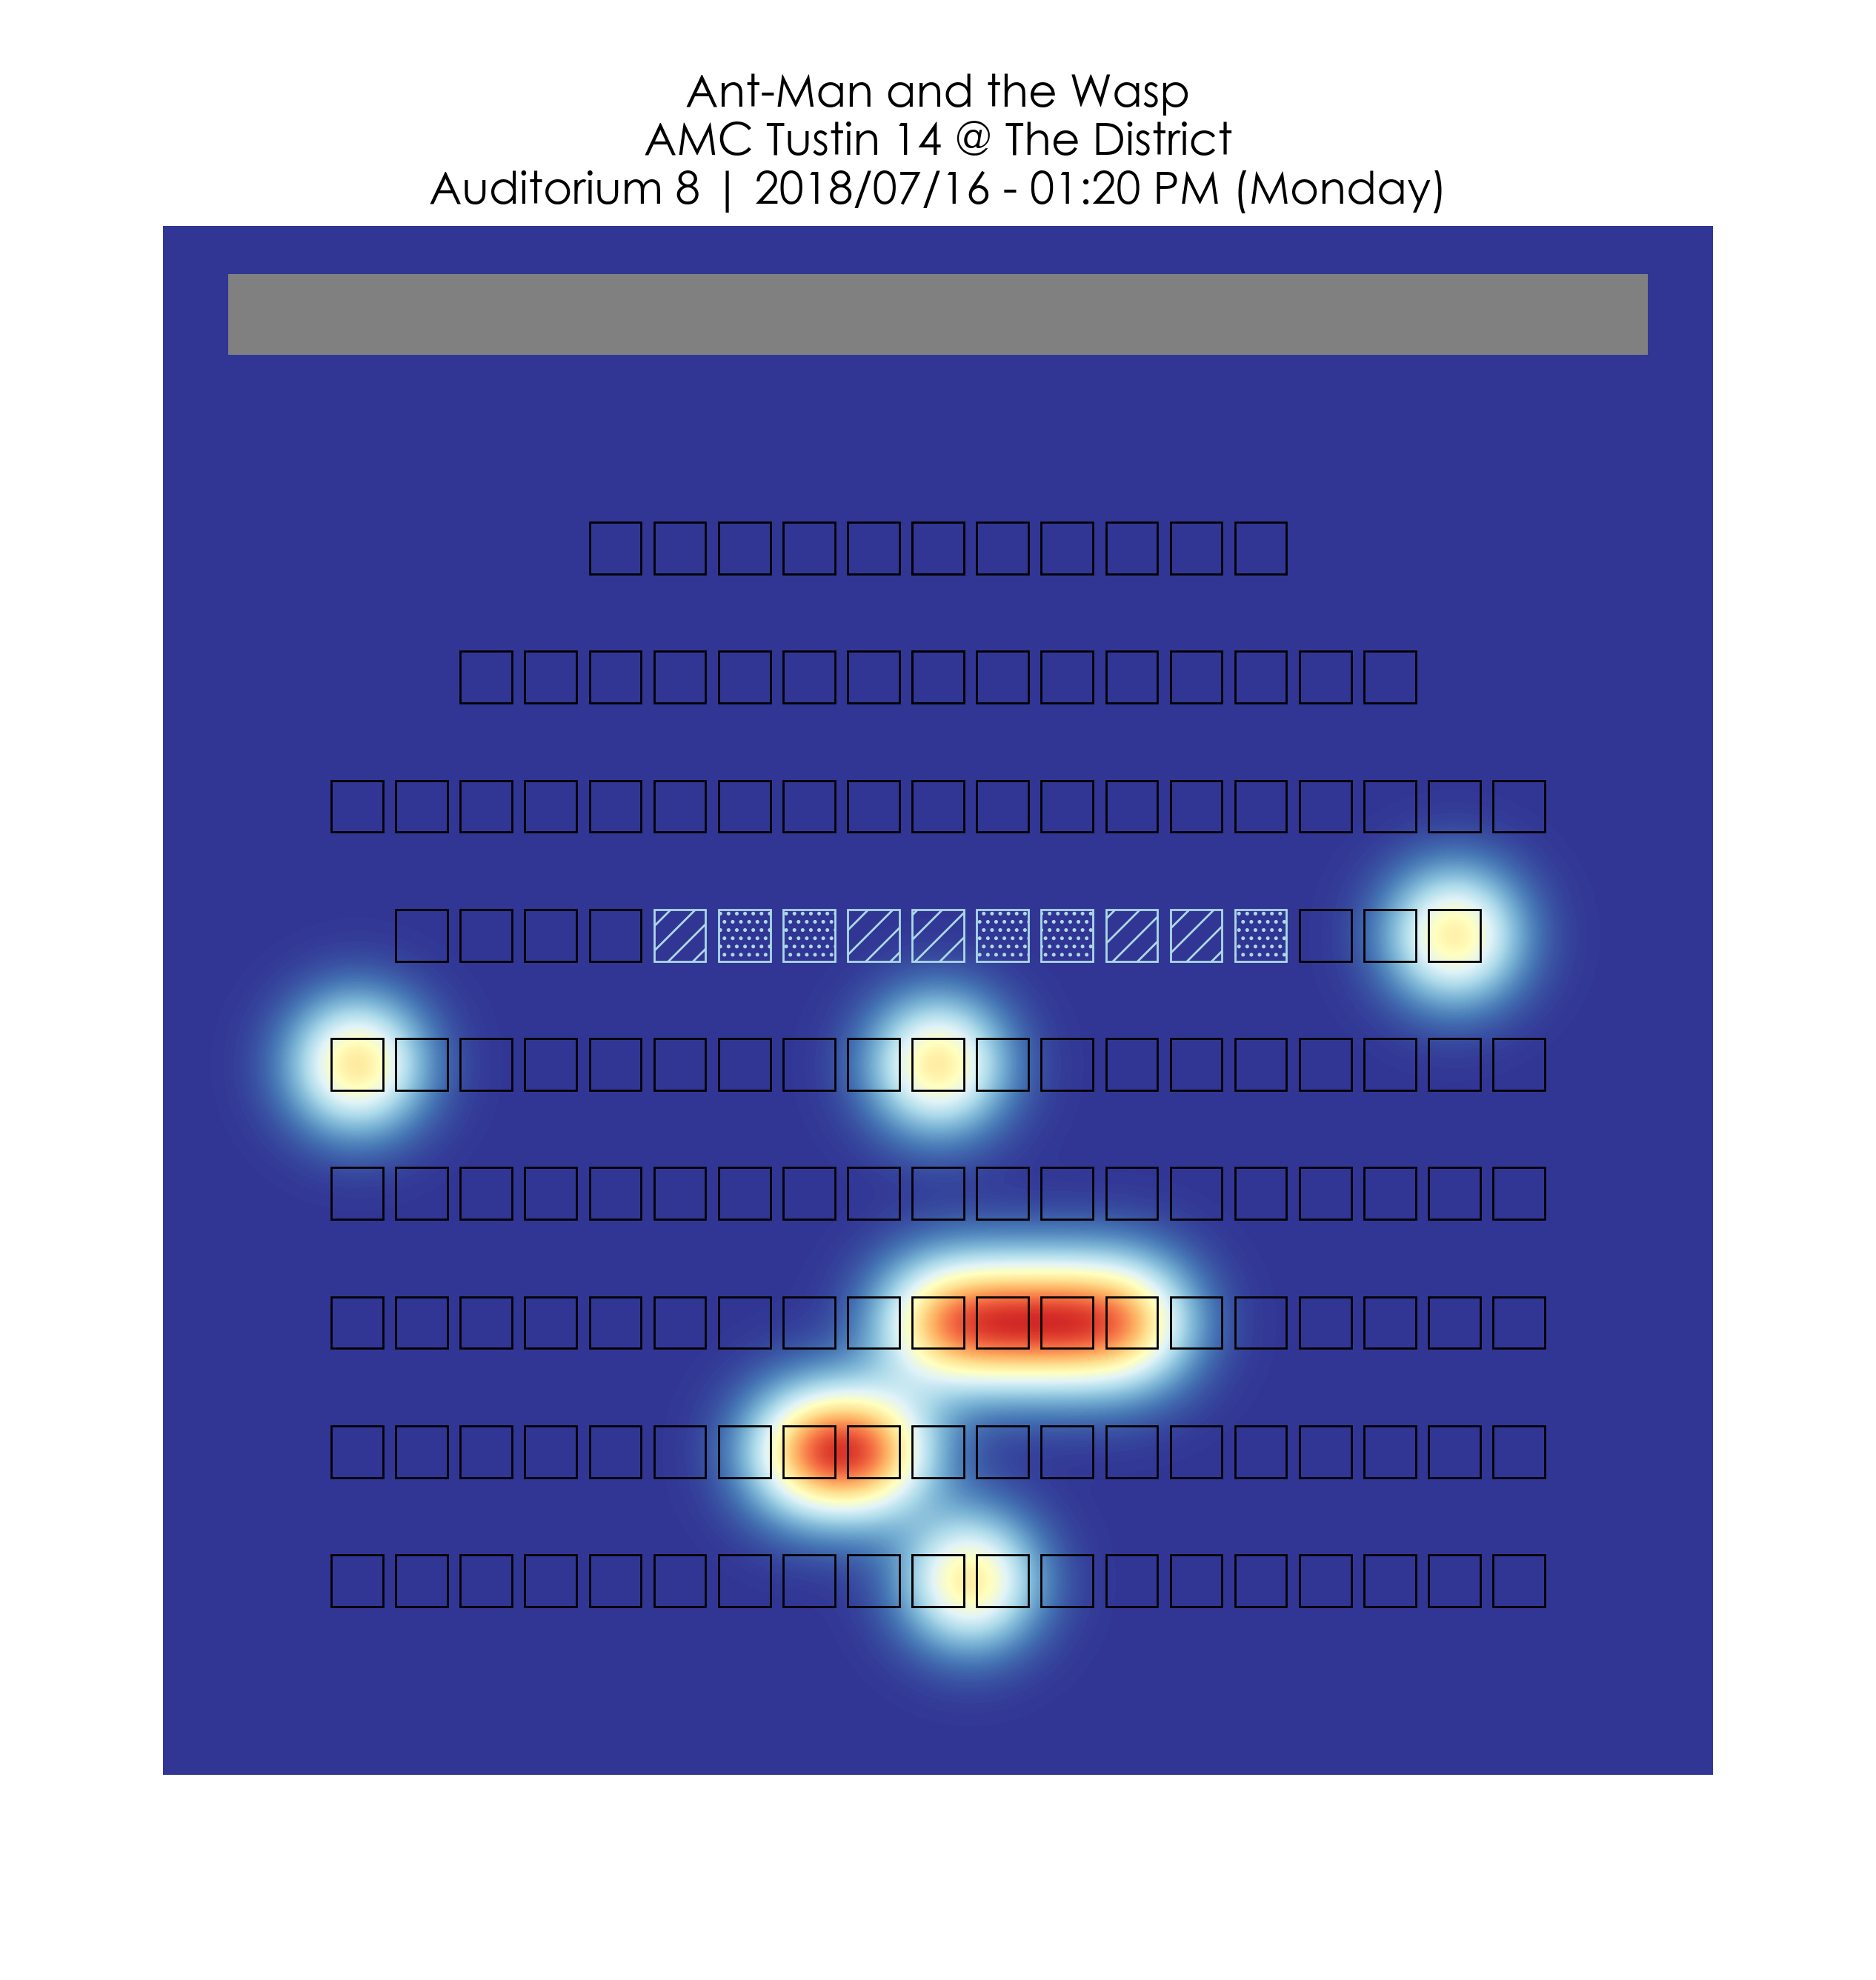 Ant-Man and the Wasp
AMC Tustin 14 @ The District
Auditorium 8 | 2018/07/16 - 01:20 PM (Monday)